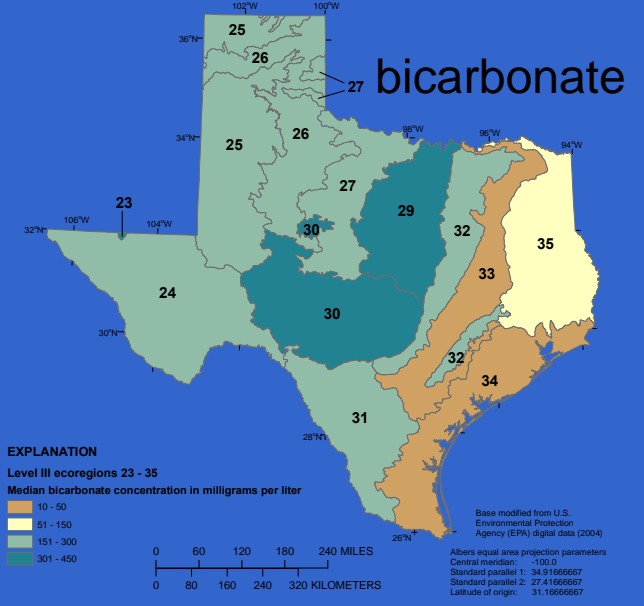 102°W 100°W
36°N
25
26
bicarbonate
27
34°N
98°W 96°W 94°W
26
25
27
23
29
106°W 104°W
32°N
30
32
35
24
33
30
30°N
32
34
31
28°N
26°N
EXPLANATION
Level III ecoregions 23 - 35
Median bicarbonate concentration in milligrams per liter
10 - 50
51 - 150
151 - 300
301 - 450
Base modified from U.S.
Environmental Protection
Agency (EPA) digital data (2004)
Albers equal area projection parameters
Central meridian: -100.0
Standard parallel 1: 34.91666667
Standard parallel 2: 27.41666667
Latitude of origin: 31.16666667
0 60 120 180 240 MILES
0 80 160 240 320 KILOMETERS